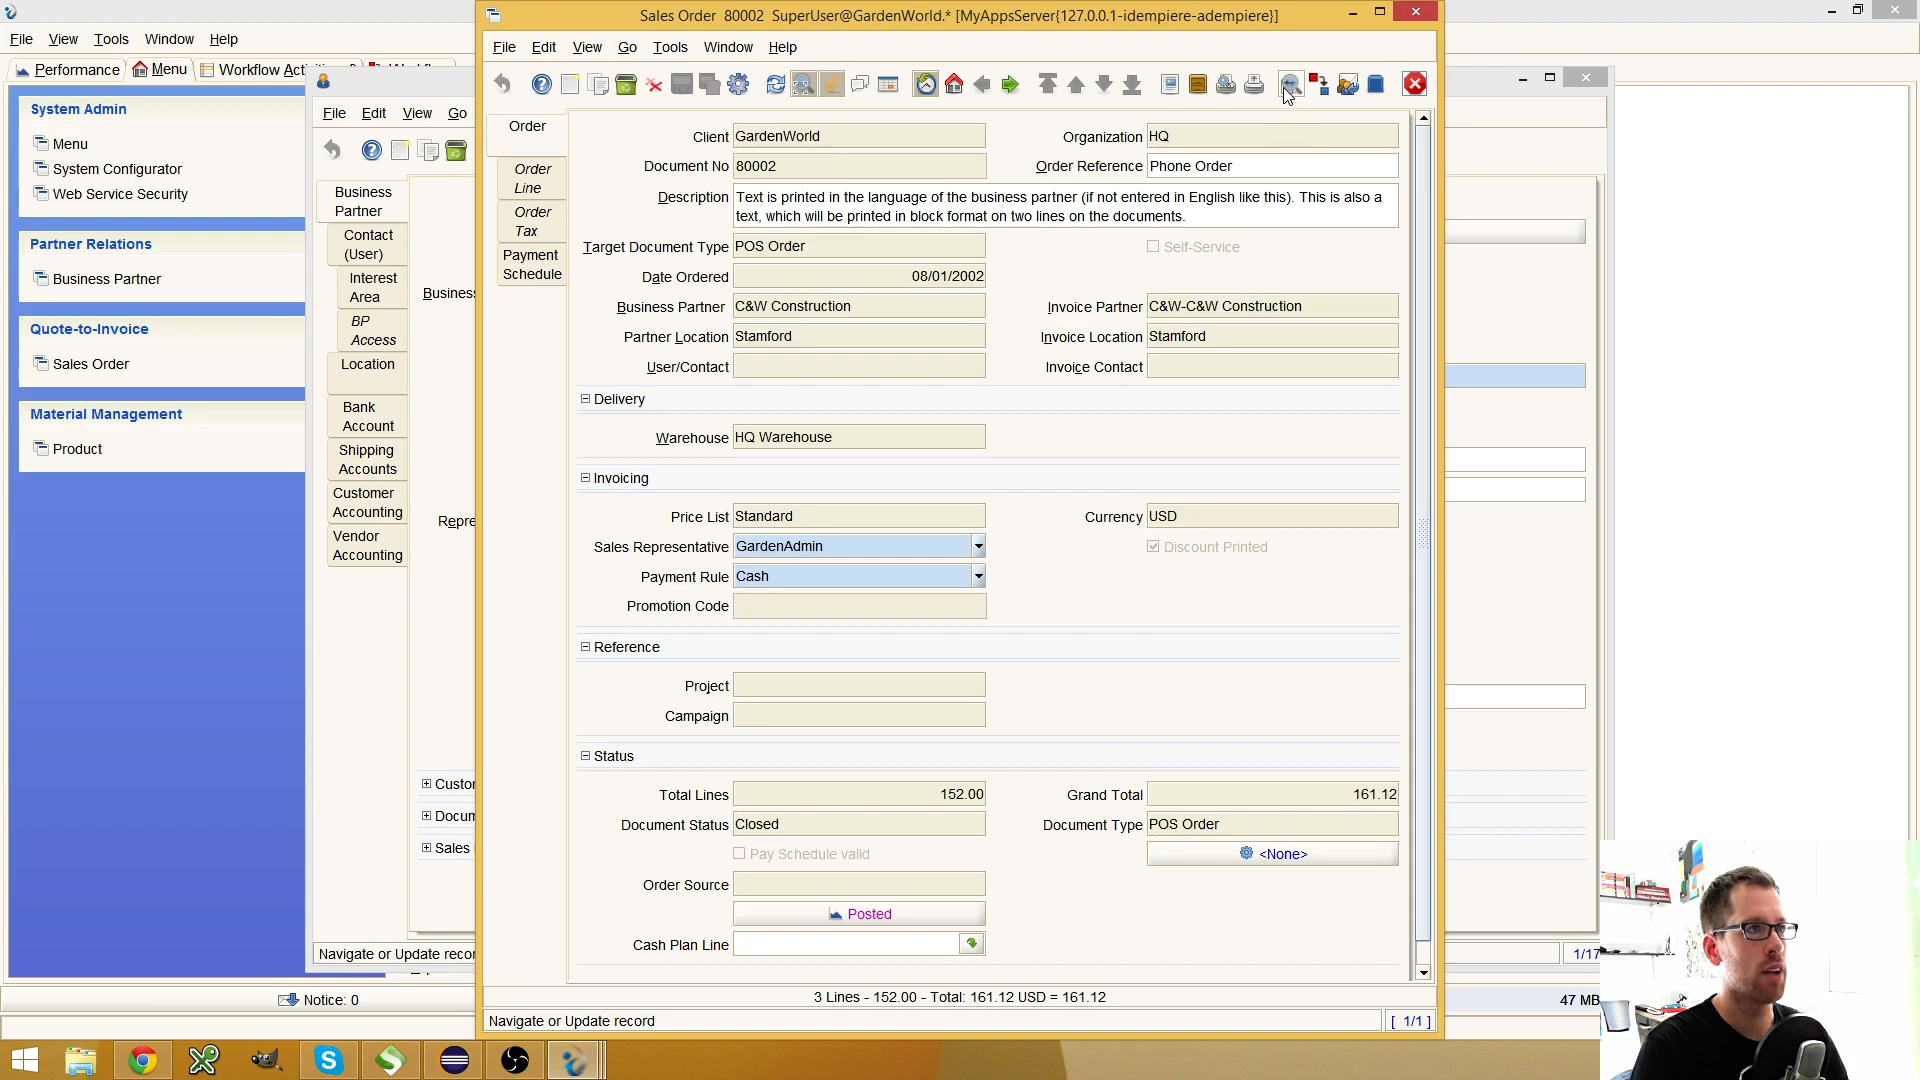 Sales Order 80002 SuperUser@GardenWorld.* [MyAppsServer{127.0.0.1-idempiere-adempiere}]
File View Tools Window Help
File Edit View Go Tools Window Help
Performance Menu Workflow Acti
System Admin
Menu
System Configurator
Web Service Security
Partner Relations
Business Partner
Quote-to-Invoice
Sales Order
Material Management
Product
Notice: 0
File Edit View Go
Business
Partner
Contact
(User)
Interest
Area
BP
Access
Location
Bank
Account
Shipping
Accounts
Customer
Accounting
Vendor
Accounting
Busines
Repre
Custo
Docum
Sales
Navigate or Update recor
Order
Order
Line
Order
Tax
Payment
Schedule
Client GardenWorld Organization HQ
Document No 80002 Order Reference Phone Order
Description Text is printed in the language of the business partner (if not entered in English like this). This is also a
text, which will be printed in block format on two lines on the documents.
Target Document Type POS Order Self-Service
Date Ordered 08/01/2002
Business Partner C&W Construction Invoice Partner C&W-C&W Construction
Partner Location Stamford Invoice Location Stamford
User/Contact Invoice Contact
Delivery
Warehouse HQ Warehouse
Invoicing
Price List Standard Currency USD
Sales Representative GardenAdmin Discount Printed
Payment Rule Cash
Promotion Code
Reference
Project
Campaign
Status
Total Lines 152.00 Grand Total 161.12
Document Status Closed Document Type POS Order
Pay Schedule valid <None>
Order Source
Posted
Cash Plan Line
3 Lines - 152.00 - Total: 161.12 USD = 161.12
Navigate or Update record [ 1/1 ]
1/17
47 MB